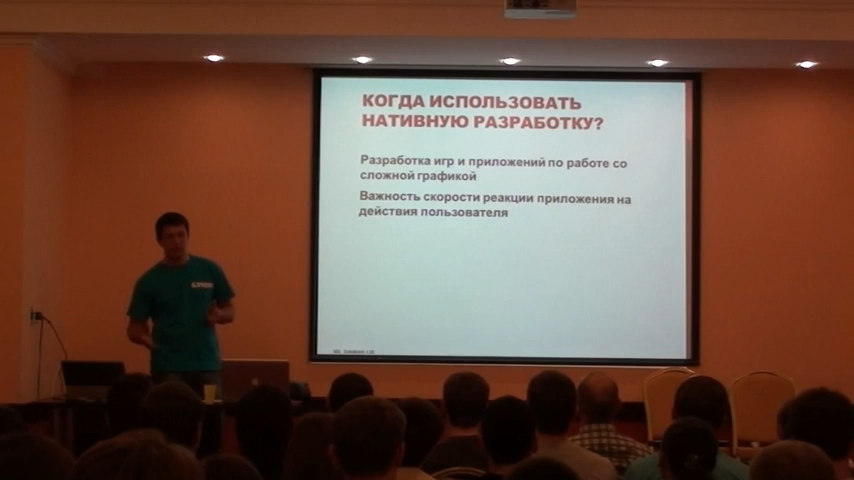 КОГДА ИСПОЛЬЗОВАТЬ
НАТИВНУЮ РАЗРАБОТКУ?
Разработка игр и приложений по работе со
сложной графикой
Важность скорости реакции приложения на
действия пользователя